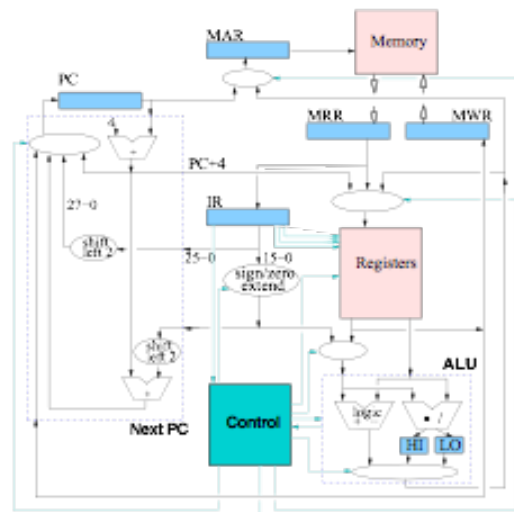 MAR
Memory
PC
MRR
MWR
4
+
PC+4
27-0
IR
shift
left 2
25-0
15-0
sign/zero
extend
Registers
shift
left 2
ALU
+
Control
logic
+ -
Next PC
HI
LO